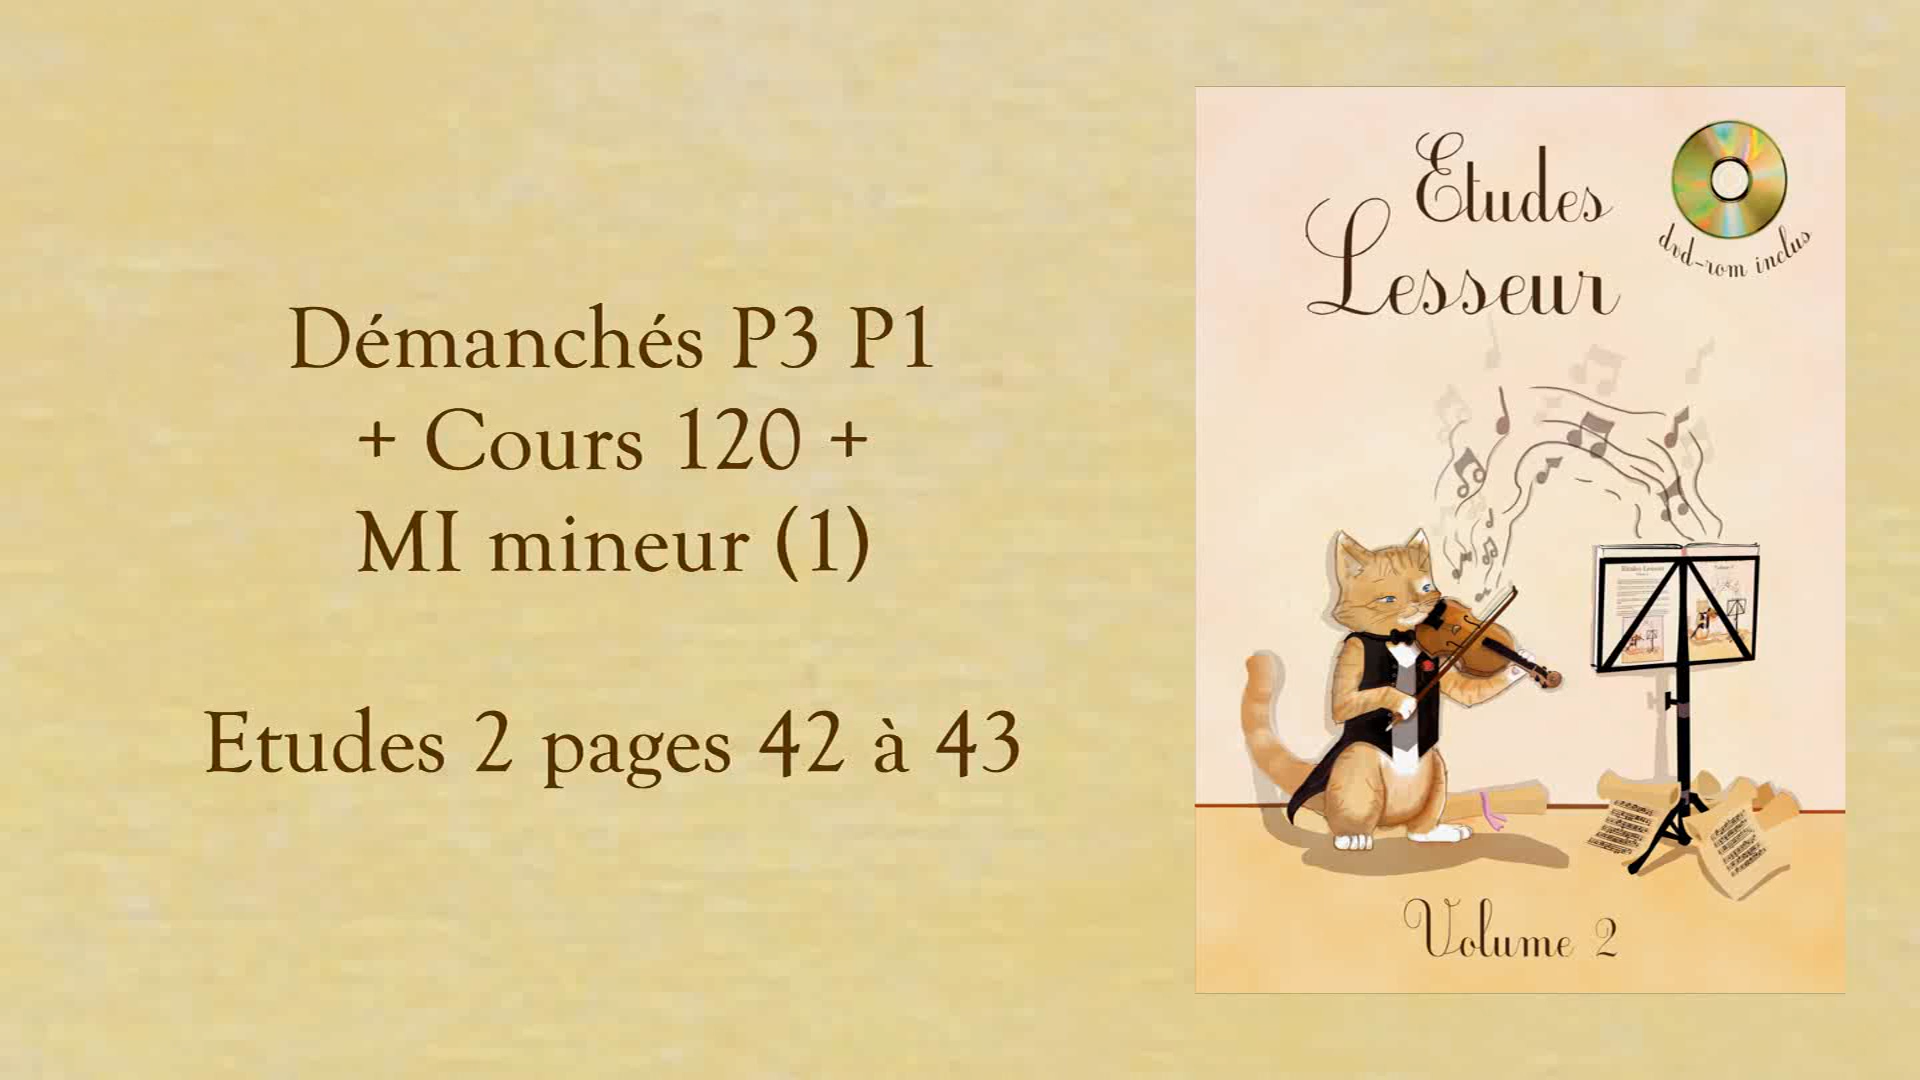 Démanchés P3 P1
+ Cours 120 +
MI mineur (1)
Etudes 2 pages 42 à 43
Etudes
Lesseur
dvd-rom inclus
Volume 2